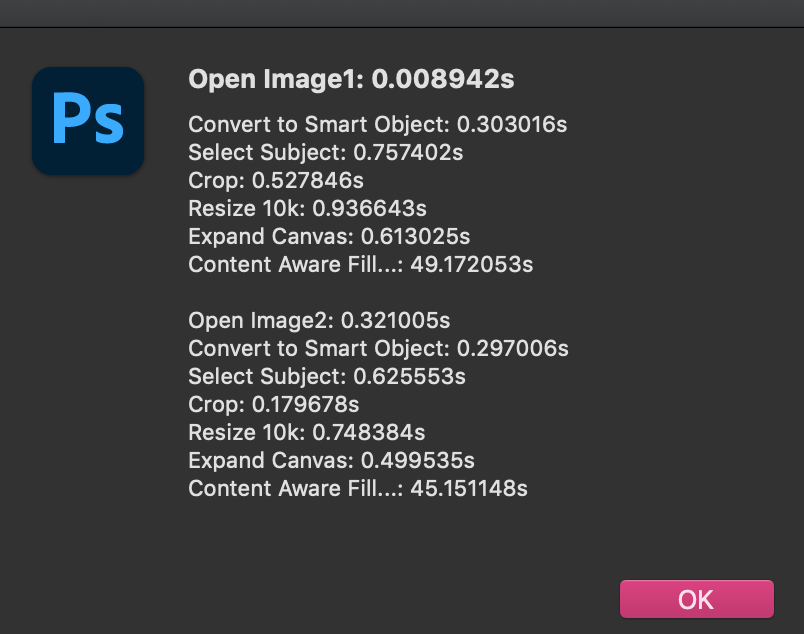 Ps
Open Image1: 0.008942s
Convert to Smart Object: 0.303016s
Select Subject: 0.757402s
Crop: 0.527846s
Resize 10k: 0.936643s
Expand Canvas: 0.613025s
Content Aware Fill...: 49.172053s
Open Image2: 0.321005s
Convert to Smart Object: 0.297006s
Select Subject: 0.625553s
Crop: 0.179678s
Resize 10k: 0.748384s
Expand Canvas: 0.499535s
Content Aware Fill...: 45.151148s
OK